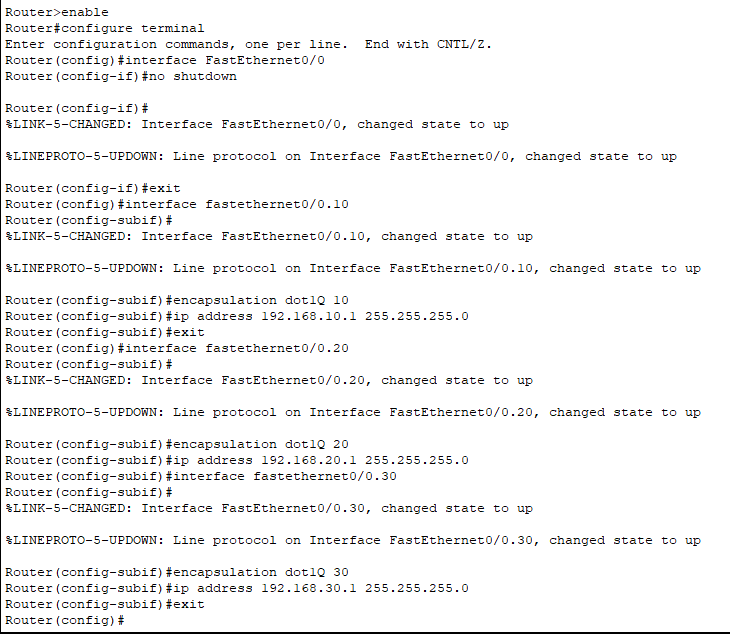 Router>enable
Router#configure terminal
Enter configuration commands, one per line.  End with CNTL/Z.
Router(config)#interface FastEthernet0/0
Router(config-if)#no shutdown
Router(config-if)#
%LINK-5-CHANGED: Interface FastEthernet0/0, changed state to up
%LINEPROTO-5-UPDOWN: Line protocol on Interface FastEthernet0/0, changed state to up
Router(config-if)#exit
Router(config)#interface fastethernet0/0.10
Router(config-subif)#
%LINK-5-CHANGED: Interface FastEthernet0/0.10, changed state to up
%LINEPROTO-5-UPDOWN: Line protocol on Interface FastEthernet0/0.10, changed state to up
Router(config-subif)#encapsulation dot1Q 10
Router(config-subif)#ip address 192.168.10.1 255.255.255.0
Router(config-subif)#exit
Router(config)#interface fastethernet0/0.20
Router(config-subif)#
%LINK-5-CHANGED: Interface FastEthernet0/0.20, changed state to up
%LINEPROTO-5-UPDOWN: Line protocol on Interface FastEthernet0/0.20, changed state to up
Router(config-subif)#encapsulation dot1Q 20
Router(config-subif)#ip address 192.168.20.1 255.255.255.0
Router(config-subif)#interface fastethernet0/0.30
Router(config-subif)#
%LINK-5-CHANGED: Interface FastEthernet0/0.30, changed state to up
%LINEPROTO-5-UPDOWN: Line protocol on Interface FastEthernet0/0.30, changed state to up
Router(config-subif)#encapsulation dot1Q 30
Router(config-subif)#ip address 192.168.30.1 255.255.255.0
Router(config-subif)#exit
Router(config)#